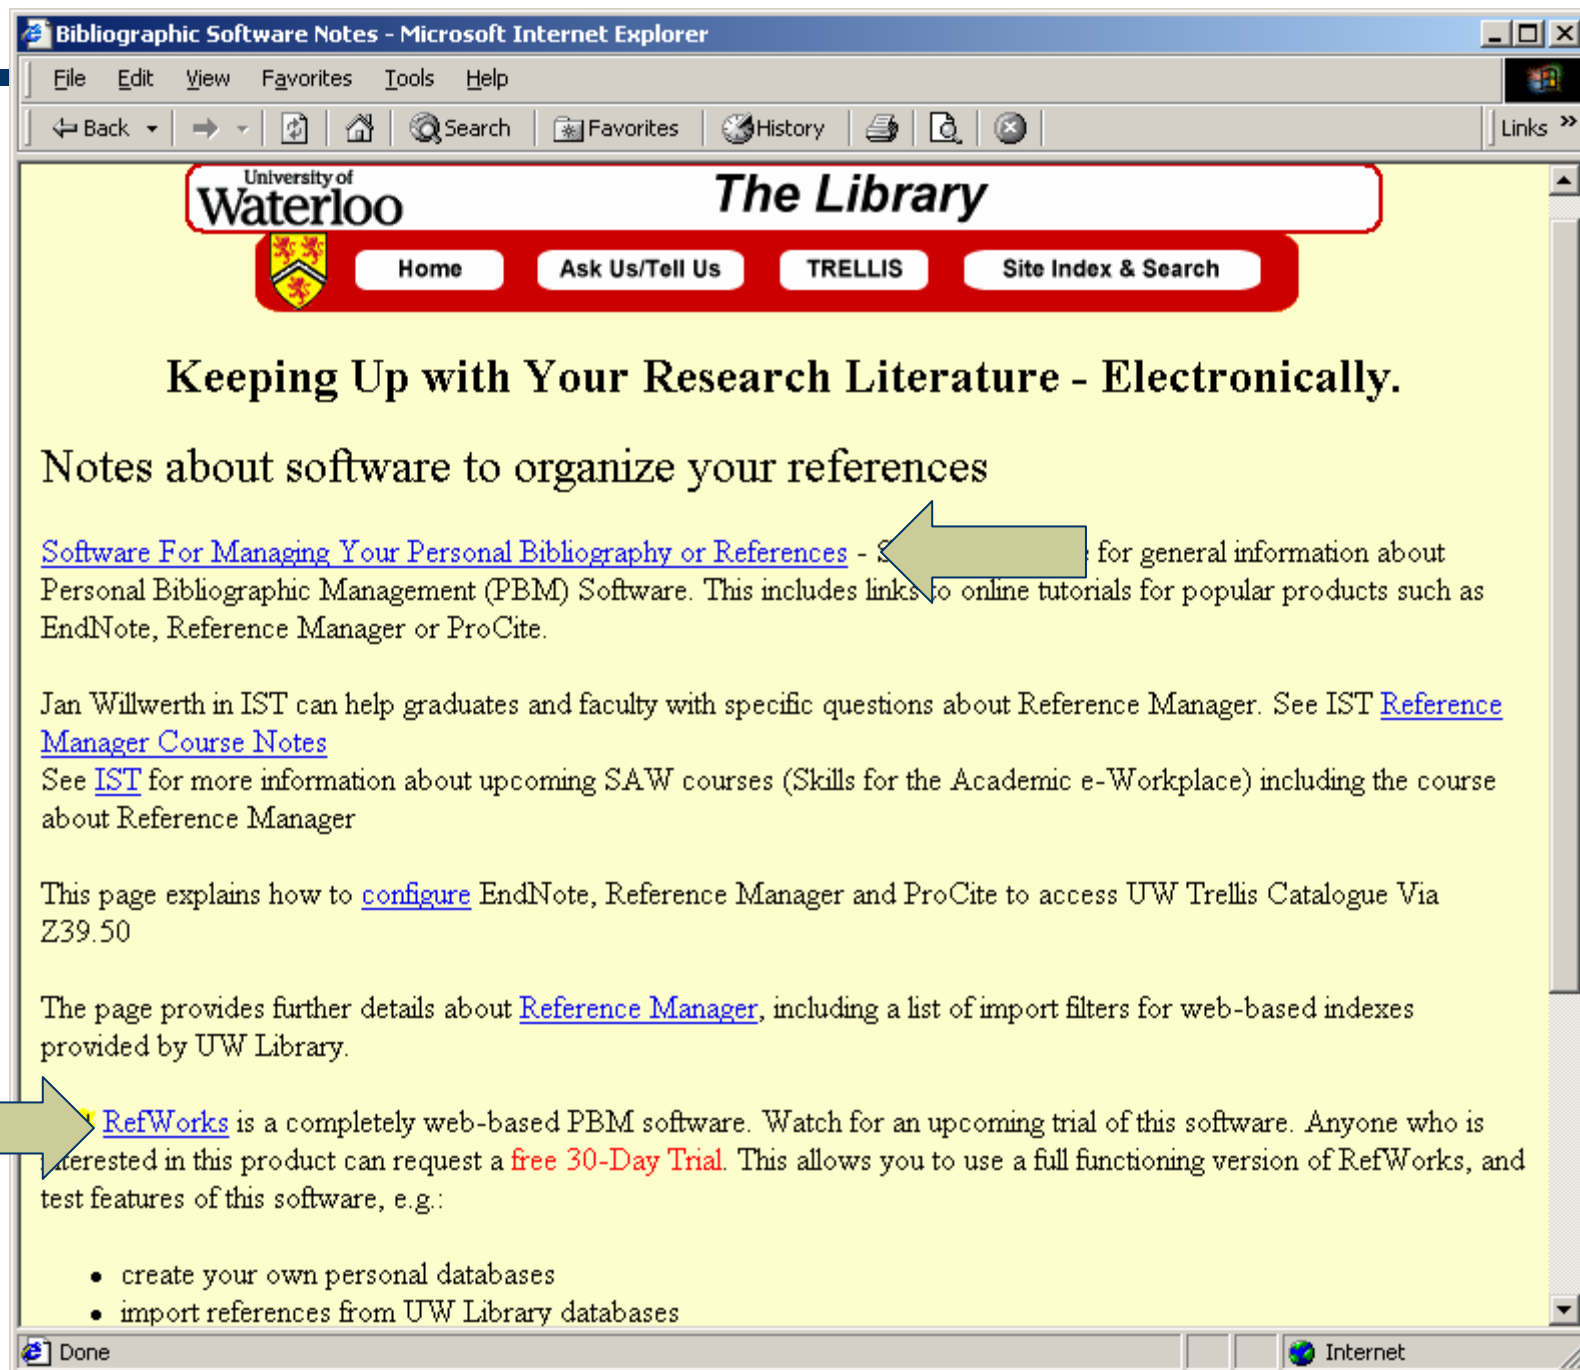 Bibliographic Software Notes - Microsoft Internet Explorer
File Edit View Favorites Tools Help
Back Search Favorites History Links »
University of
Waterloo
The Library
Home Ask Us/Tell Us TRELLIS Site Index & Search
Keeping Up with Your Research Literature - Electronically.
Notes about software to organize your references
Software For Managing Your Personal Bibliography or References - for general information about
Personal Bibliographic Management (PBM) Software. This includes links to online tutorials for popular products such as
EndNote, Reference Manager or ProCite.
Jan Willwerth in IST can help graduates and faculty with specific questions about Reference Manager. See IST Reference
Manager Course Notes
See IST for more information about upcoming SAW courses (Skills for the Academic e-Workplace) including the course
about Reference Manager
This page explains how to configure EndNote, Reference Manager and ProCite to access UW Trellis Catalogue Via
Z39.50
The page provides further details about Reference Manager, including a list of import filters for web-based indexes
provided by UW Library.
RefWorks is a completely web-based PBM software. Watch for an upcoming trial of this software. Anyone who is
interested in this product can request a free 30-Day Trial. This allows you to use a full functioning version of RefWorks, and
test features of this software, e.g.:
• create your own personal databases
• import references from UW Library databases
Done Internet